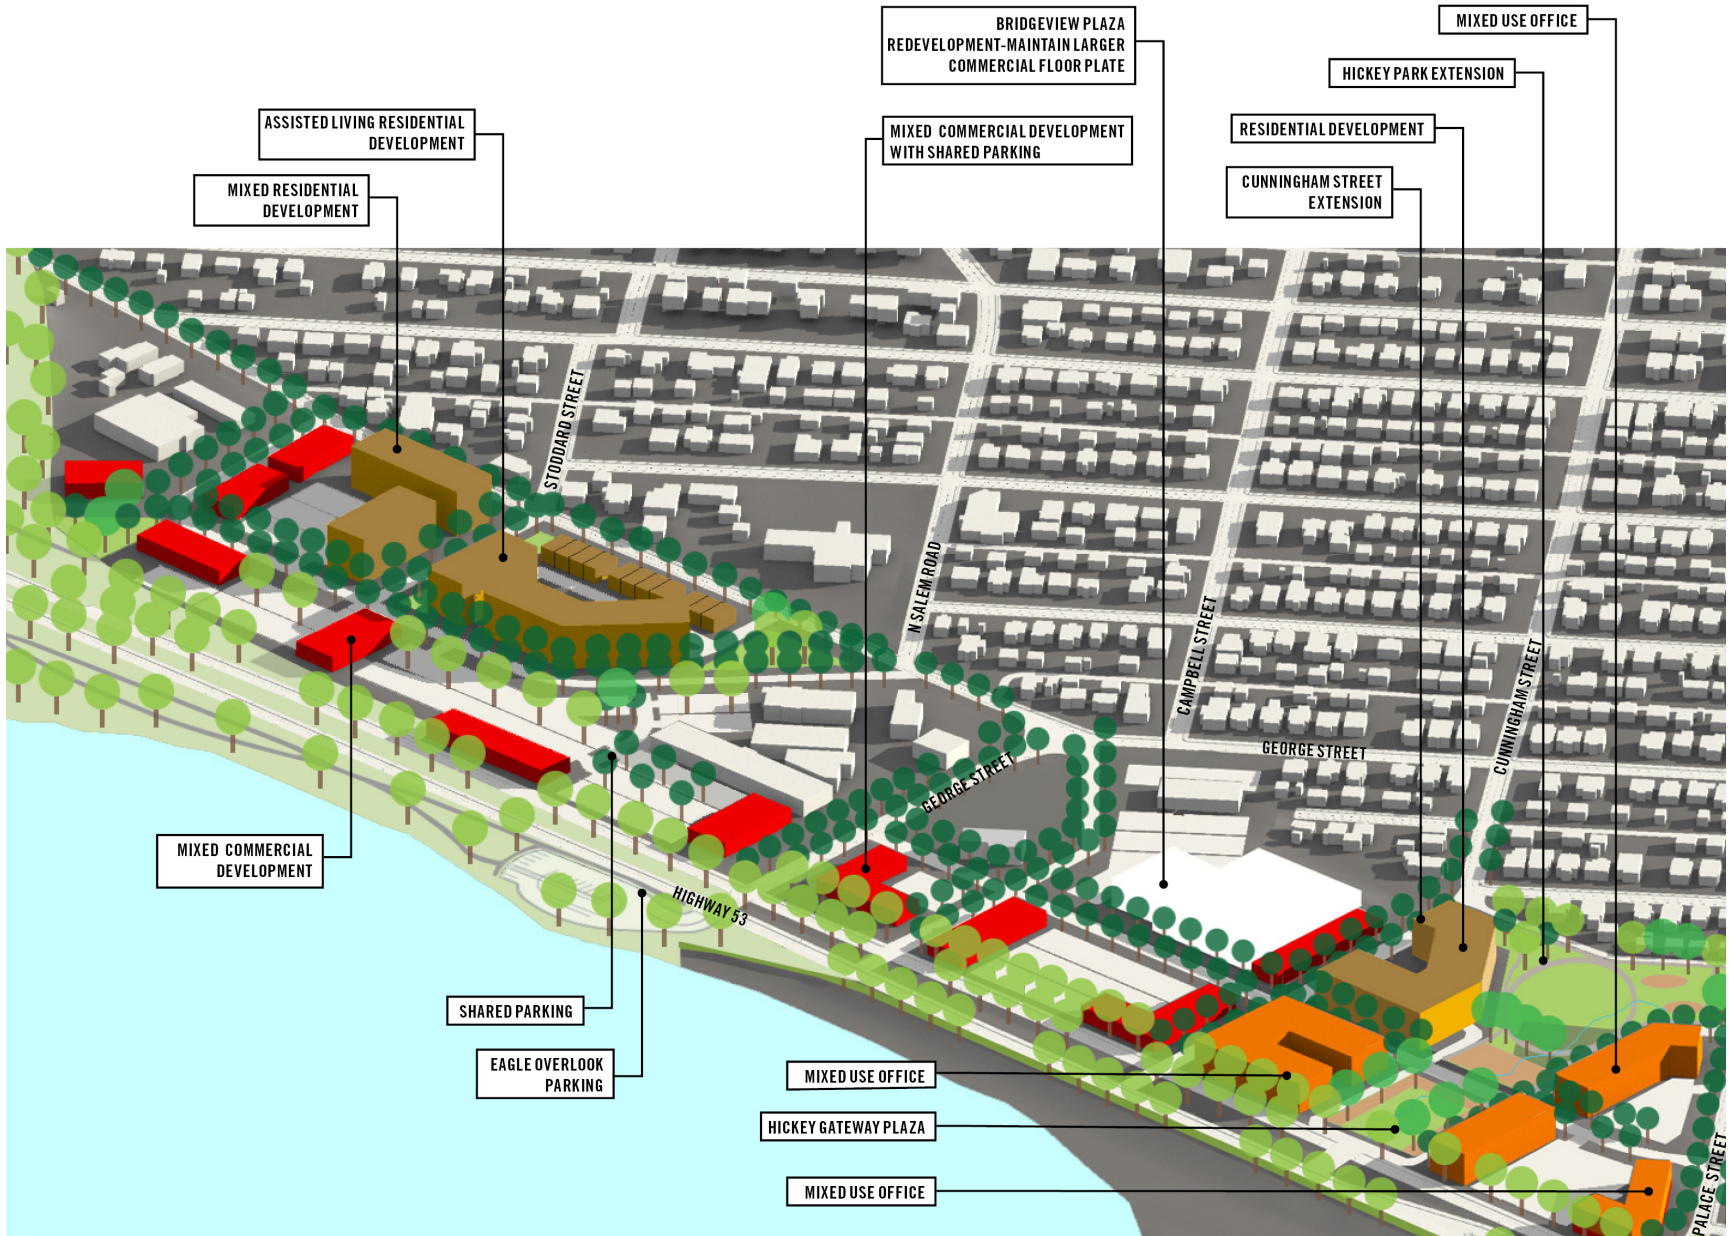 BRIDGEVIEW PLAZA
REDEVELOPMENT-MAINTAIN LARGER
COMMERCIAL FLOOR PLATE
MIXED USE OFFICE
HICKEY PARK EXTENSION
ASSISTED LIVING RESIDENTIAL
DEVELOPMENT
MIXED COMMERCIAL DEVELOPMENT
WITH SHARED PARKING
RESIDENTIAL DEVELOPMENT
MIXED RESIDENTIAL
DEVELOPMENT
CUNNINGHAM STREET
EXTENSION
STODDARD STREET
N SALEM ROAD
CAMPBELL STREET
CUNNINGHAM STREET
GEORGE STREET
GEORGE STREET
MIXED COMMERCIAL
DEVELOPMENT
HIGHWAY 53
SHARED PARKING
EAGLE OVERLOOK
PARKING
MIXED USE OFFICE
HICKEY GATEWAY PLAZA
MIXED USE OFFICE
PALACE STREET